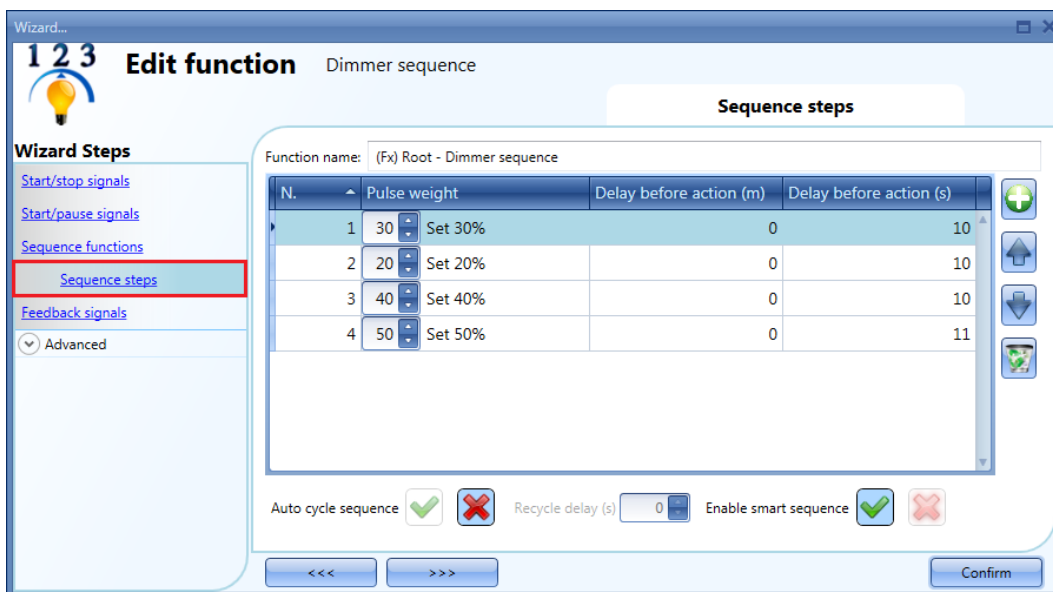 Wizard...
1 2 3
Edit function Dimmer sequence
Sequence steps
Wizard Steps
Start/stop signals
Start/pause signals
Sequence functions
Sequence steps
Feedback signals
Advanced
Function name: (Fx) Root - Dimmer sequence
N. Pulse weight Delay before action (m) Delay before action (s)
1 30 Set 30% 0 10
2 20 Set 20% 0 10
3 40 Set 40% 0 10
4 50 Set 50% 0 11
Auto cycle sequence Recycle delay (s) 0 Enable smart sequence
<<< >>> Confirm